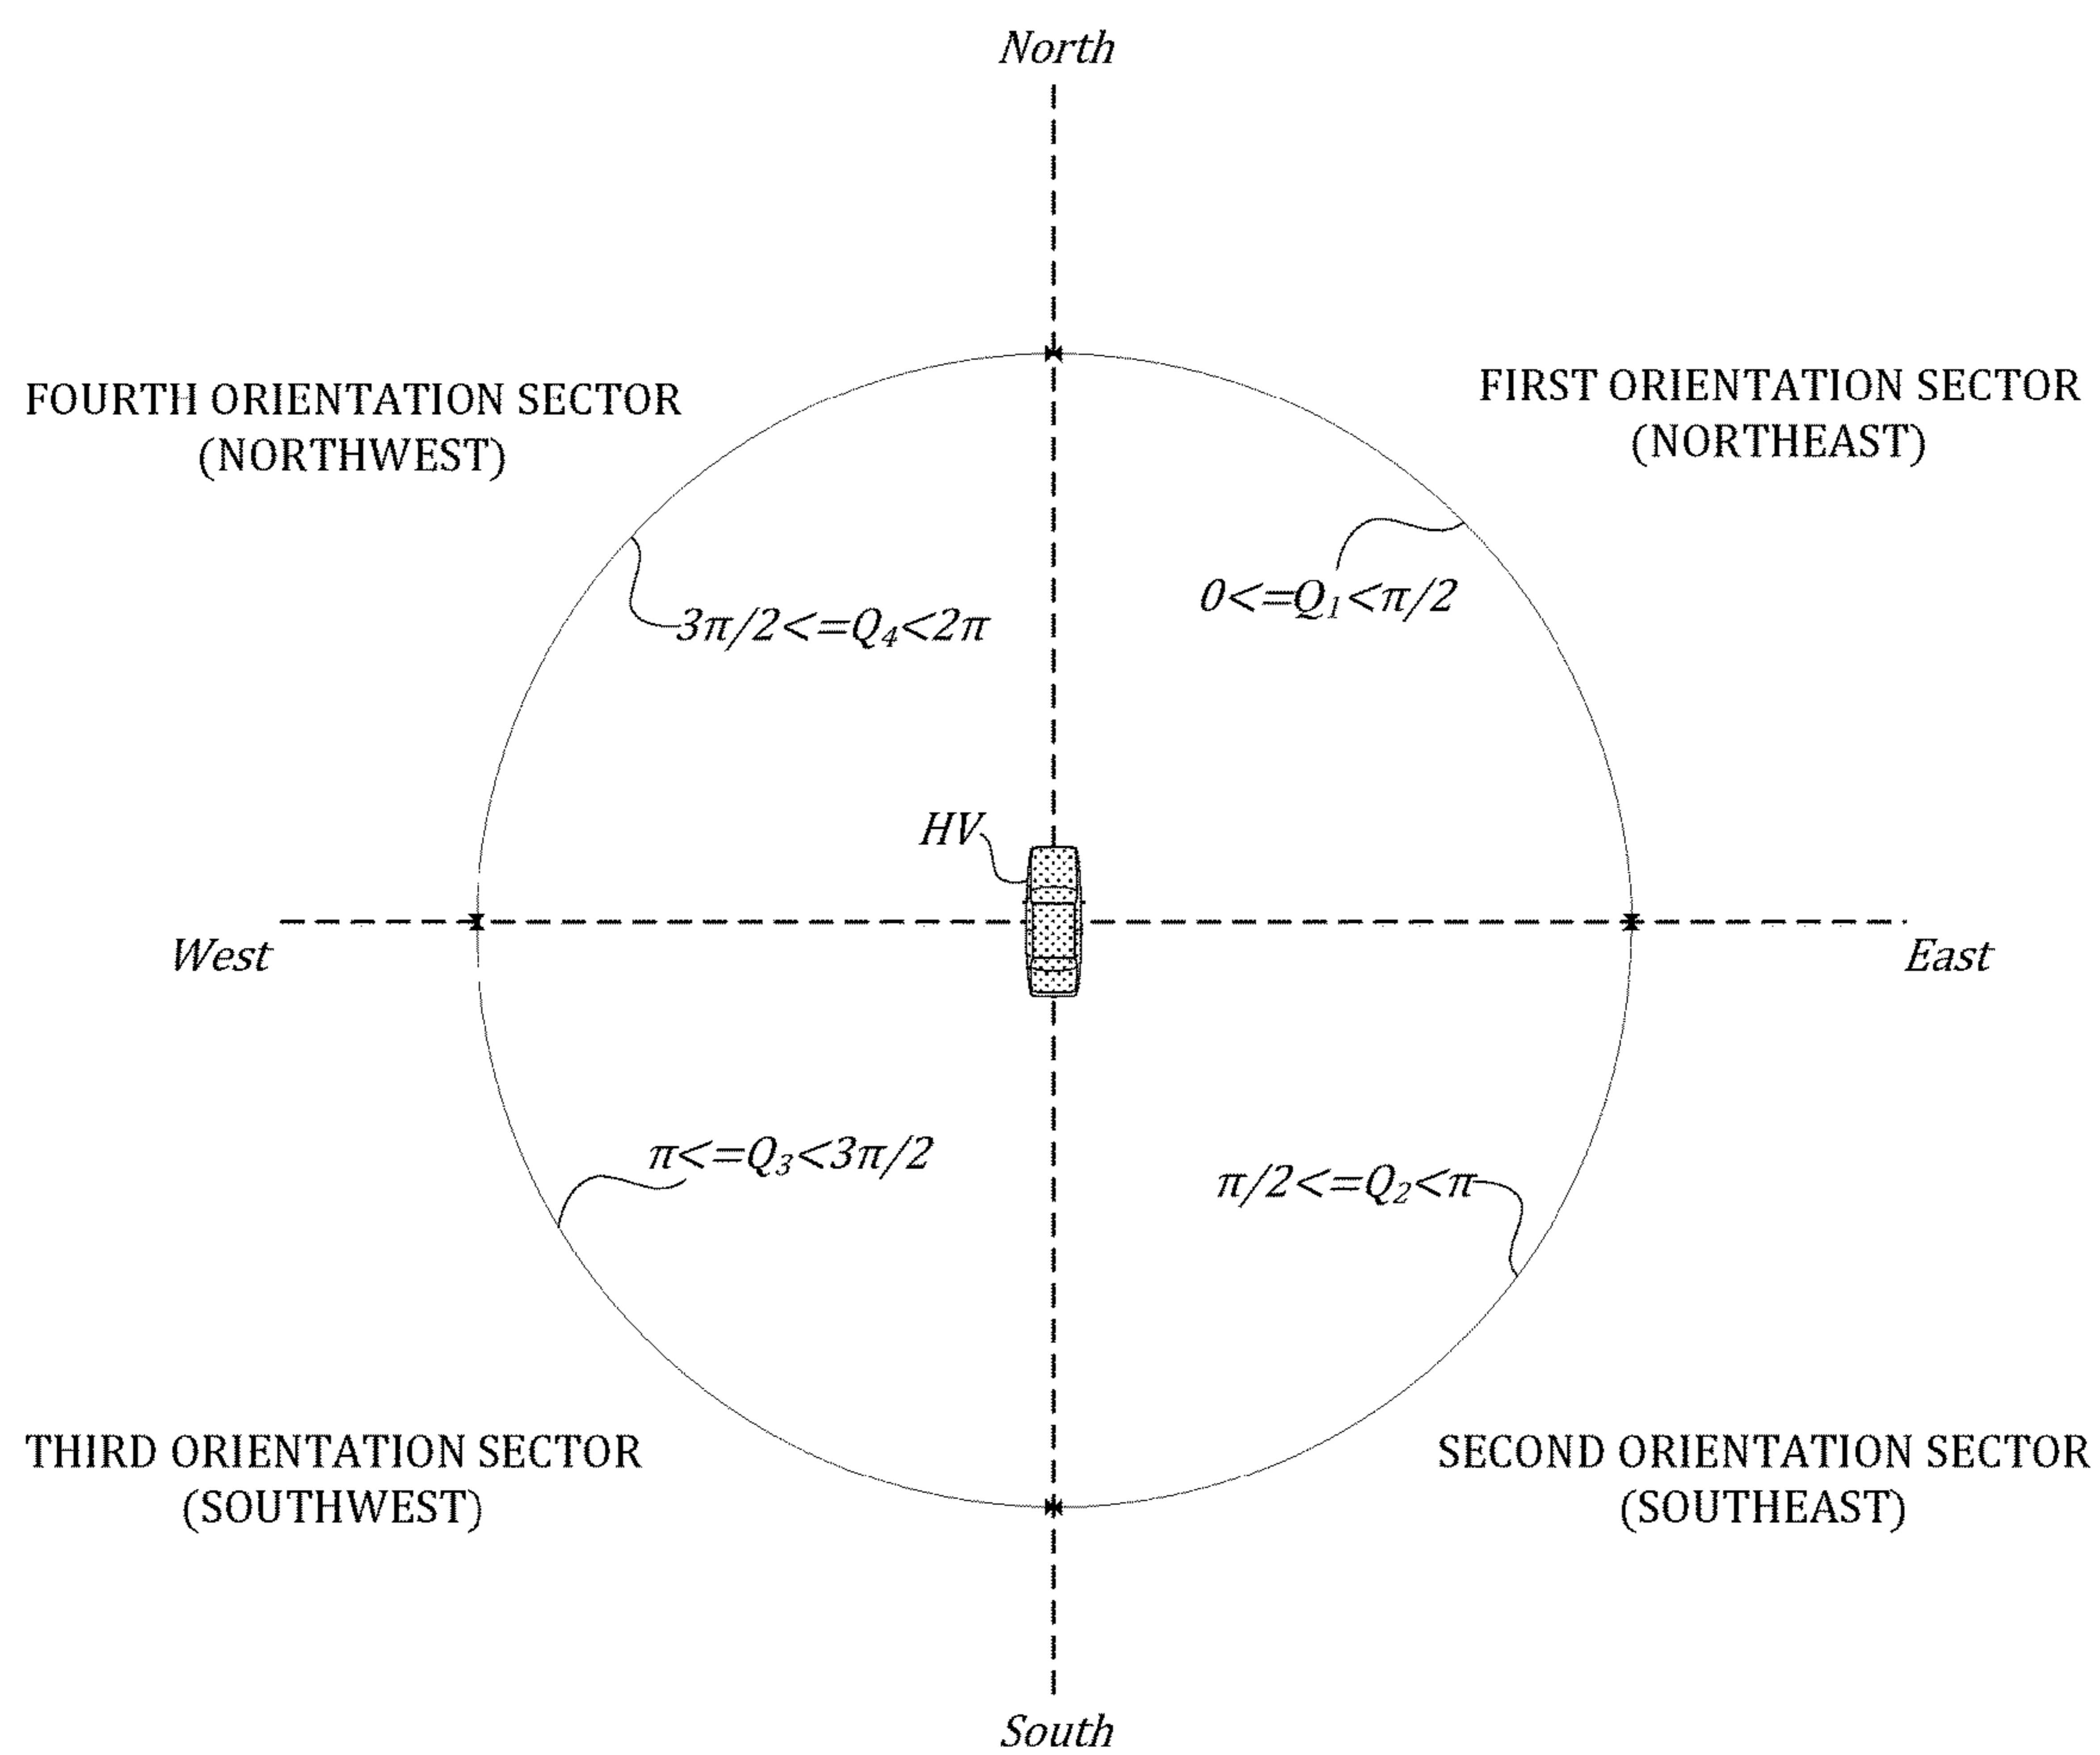 North
FOURTH ORIENTATION SECTOR
(NORTHWEST)
FIRST ORIENTATION SECTOR
(NORTHEAST)
0<=Q₁<π/2
3π/2<=Q₄<2π
HV
West
East
π<=Q₃<3π/2
π/2<=Q₂<π
THIRD ORIENTATION SECTOR
(SOUTHWEST)
SECOND ORIENTATION SECTOR
(SOUTHEAST)
South